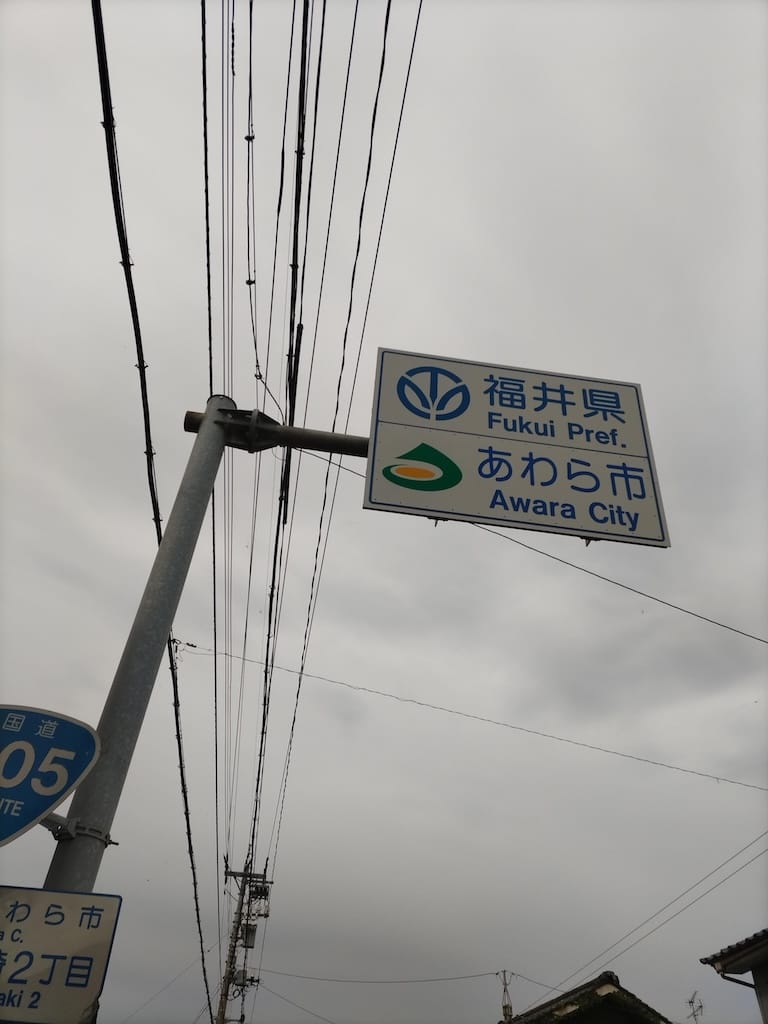 福井県
Fukui Pref.
あわら市
Awara City
国道
05
わら市
C.
2丁目
aki 2